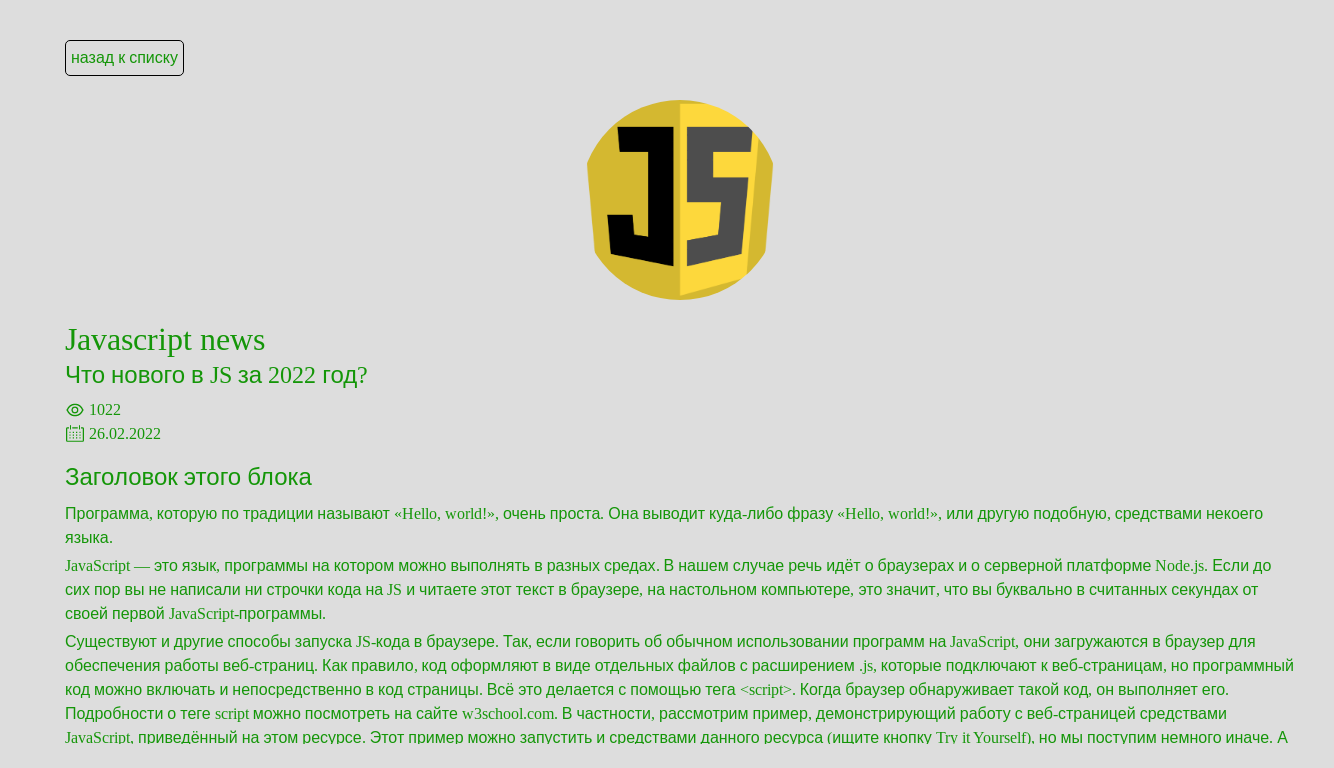 назад к списку
JS
Javascript news
Что нового в JS за 2022 год?
1022
26.02.2022
Заголовок этого блока
Программа, которую по традиции называют «Hello, world!», очень проста. Она выводит куда-либо фразу «Hello, world!», или другую подобную, средствами некоего
языка.
JavaScript — это язык, программы на котором можно выполнять в разных средах. В нашем случае речь идёт о браузерах и о серверной платформе Node.js. Если до
сих пор вы не написали ни строчки кода на JS и читаете этот текст в браузере, на настольном компьютере, это значит, что вы буквально в считанных секундах от
своей первой JavaScript-программы.
Существуют и другие способы запуска JS-кода в браузере. Так, если говорить об обычном использовании программ на JavaScript, они загружаются в браузер для
обеспечения работы веб-страниц. Как правило, код оформляют в виде отдельных файлов с расширением .js, которые подключают к веб-страницам, но программный
код можно включать и непосредственно в код страницы. Всё это делается с помощью тега <script>. Когда браузер обнаруживает такой код, он выполняет его.
Подробности о теге script можно посмотреть на сайте w3school.com. В частности, рассмотрим пример, демонстрирующий работу с веб-страницей средствами
JavaScript, приведённый на этом ресурсе. Этот пример можно запустить и средствами данного ресурса (ищите кнопку Try it Yourself), но мы поступим немного иначе. А